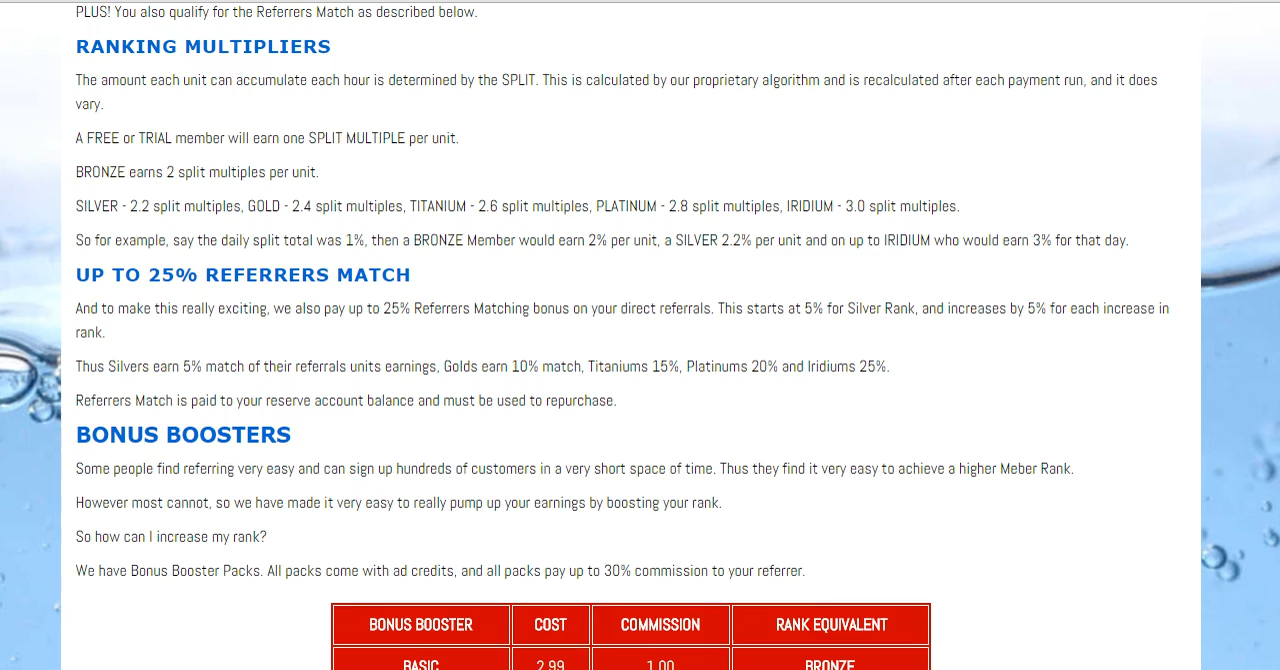 PLUS! You also qualify for the Referrers Match as described below.
RANKING MULTIPLIERS
The amount each unit can accumulate each hour is determined by the SPLIT. This is calculated by our proprietary algorithm and is recalculated after each payment run, and it does
vary.
A FREE or TRIAL member will earn one SPLIT MULTIPLE per unit.
BRONZE earns 2 split multiples per unit.
SILVER - 2.2 split multiples, GOLD - 2.4 split multiples, TITANIUM - 2.6 split multiples, PLATINUM - 2.8 split multiples, IRIDIUM - 3.0 split multiples.
So for example, say the daily split total was 1%, then a BRONZE Member would earn 2% per unit, a SILVER 2.2% per unit and on up to IRIDIUM who would earn 3% for that day.
UP TO 25% REFERRERS MATCH
And to make this really exciting, we also pay up to 25% Referrers Matching bonus on your direct referrals. This starts at 5% for Silver Rank, and increases by 5% for each increase in
rank.
Thus Silvers earn 5% match of their referrals units earnings, Golds earn 10% match, Titaniums 15%, Platinums 20% and Iridiums 25%.
Referrers Match is paid to your reserve account balance and must be used to repurchase.
BONUS BOOSTERS
Some people find referring very easy and can sign up hundreds of customers in a very short space of time. Thus they find it very easy to achieve a higher Meber Rank.
However most cannot, so we have made it very easy to really pump up your earnings by boosting your rank.
So how can I increase my rank?
We have Bonus Booster Packs. All packs come with ad credits, and all packs pay up to 30% commission to your referrer.
BONUS BOOSTER COST COMMISSION RANK EQUIVALENT
BASIC 2.99 1.00 BRONZE